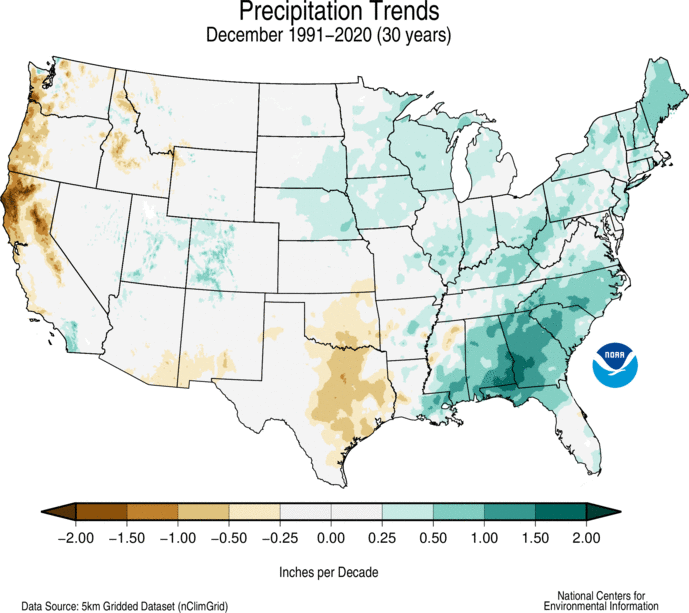 Precipitation Trends
December 1991−2020 (30 years)
NOAA
−2.00 −1.50 −1.00 −0.50 −0.25 0.00 0.25 0.50 1.00 1.50 2.00
Inches per Decade
National Centers for
Data Source: 5km Gridded Dataset (nClimGrid) Environmental Information